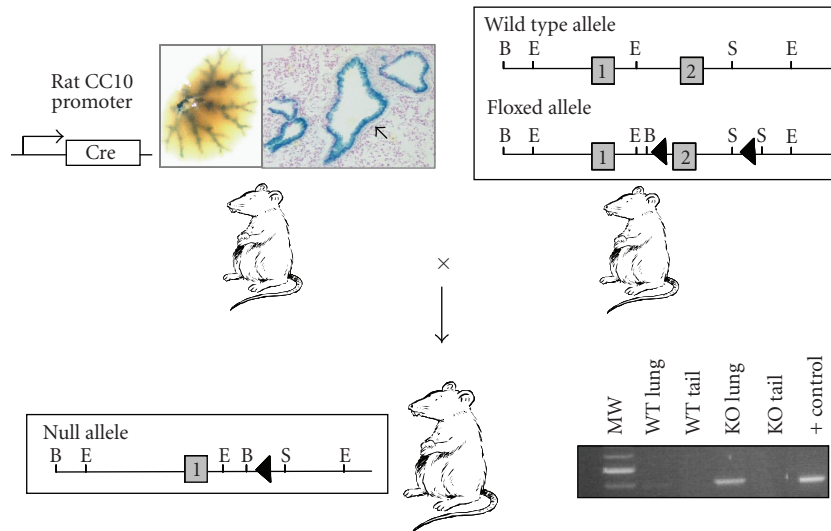 Rat CC10
promoter
Cre
Wild type allele
B E E S E
1 2
Floxed allele
B E E B S S E
1 2
×
Null allele
B E E B S E
1
MW
WT lung
WT tail
KO lung
KO tail
+ control